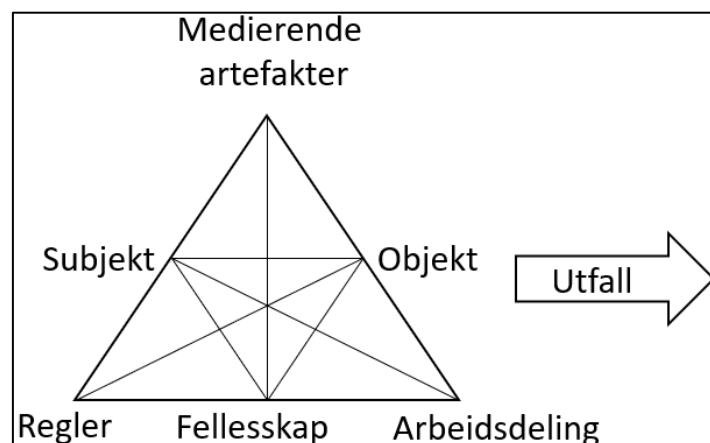 Medierende
artefakter
Subjekt
Objekt
Utfall
Regler
Fellesskap
Arbeidsdeling